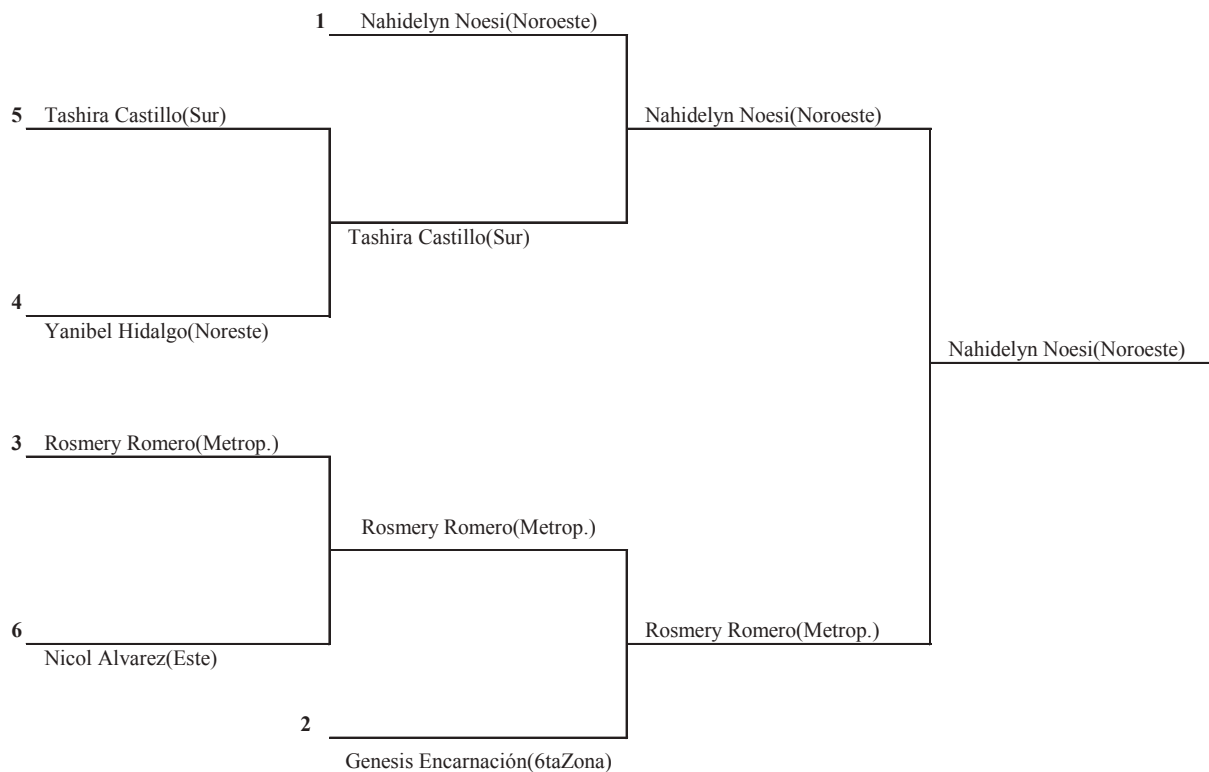 1 Nahidelyn Noesi(Noroeste)
5 Tashira Castillo(Sur)
Nahidelyn Noesi(Noroeste)
Tashira Castillo(Sur)
4
Yanibel Hidalgo(Noreste)
Nahidelyn Noesi(Noroeste)
3 Rosmery Romero(Metrop.)
Rosmery Romero(Metrop.)
6
Nicol Alvarez(Este)
Rosmery Romero(Metrop.)
2
Genesis Encarnación(6taZona)